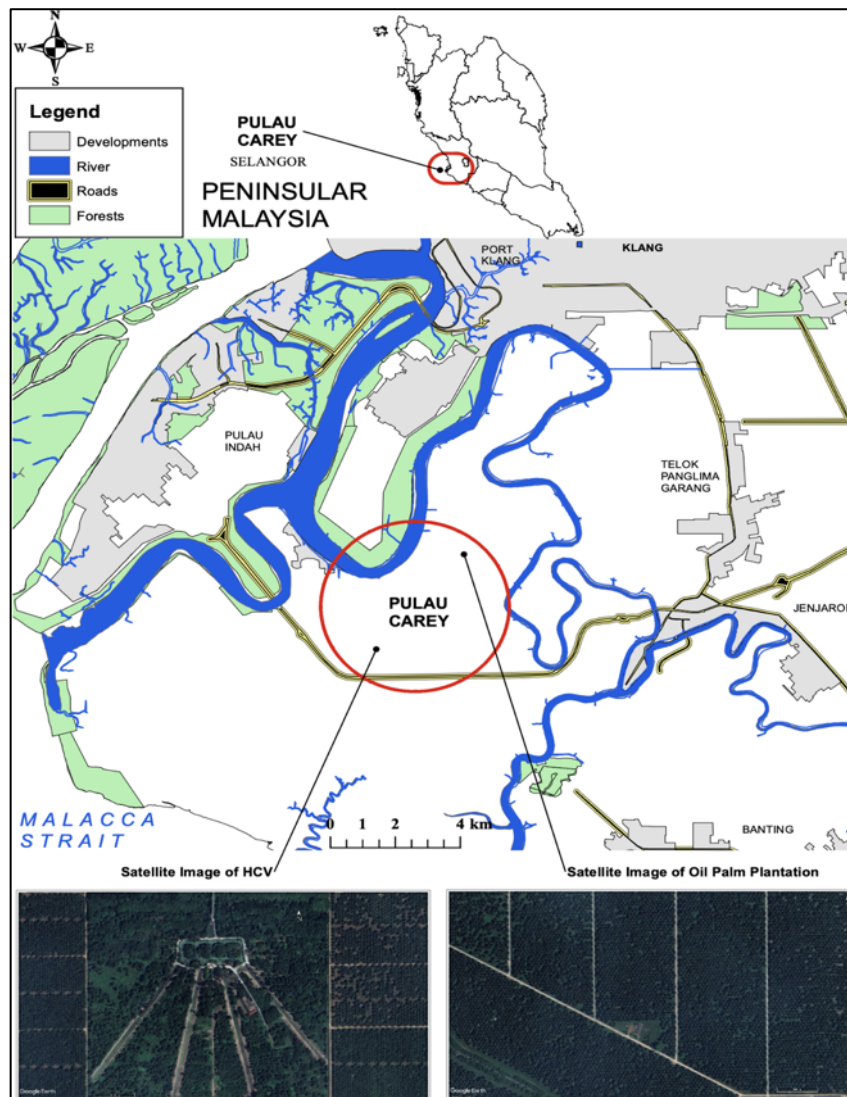 N
W E
S
Legend
Developments
River
Roads
Forests
PULAU
CAREY
SELANGOR
PENINSULAR
MALAYSIA
PORT
KLANG
KLANG
PULAU
INDAH
TELOK
PANGLIMA
GARANG
PULAU
CAREY
JENJARO
MALACCA
STRAIT
0 1 2 4 km
BANTING
Satellite Image of HCV
Satellite Image of Oil Palm Plantation
Google Earth
Google Earth